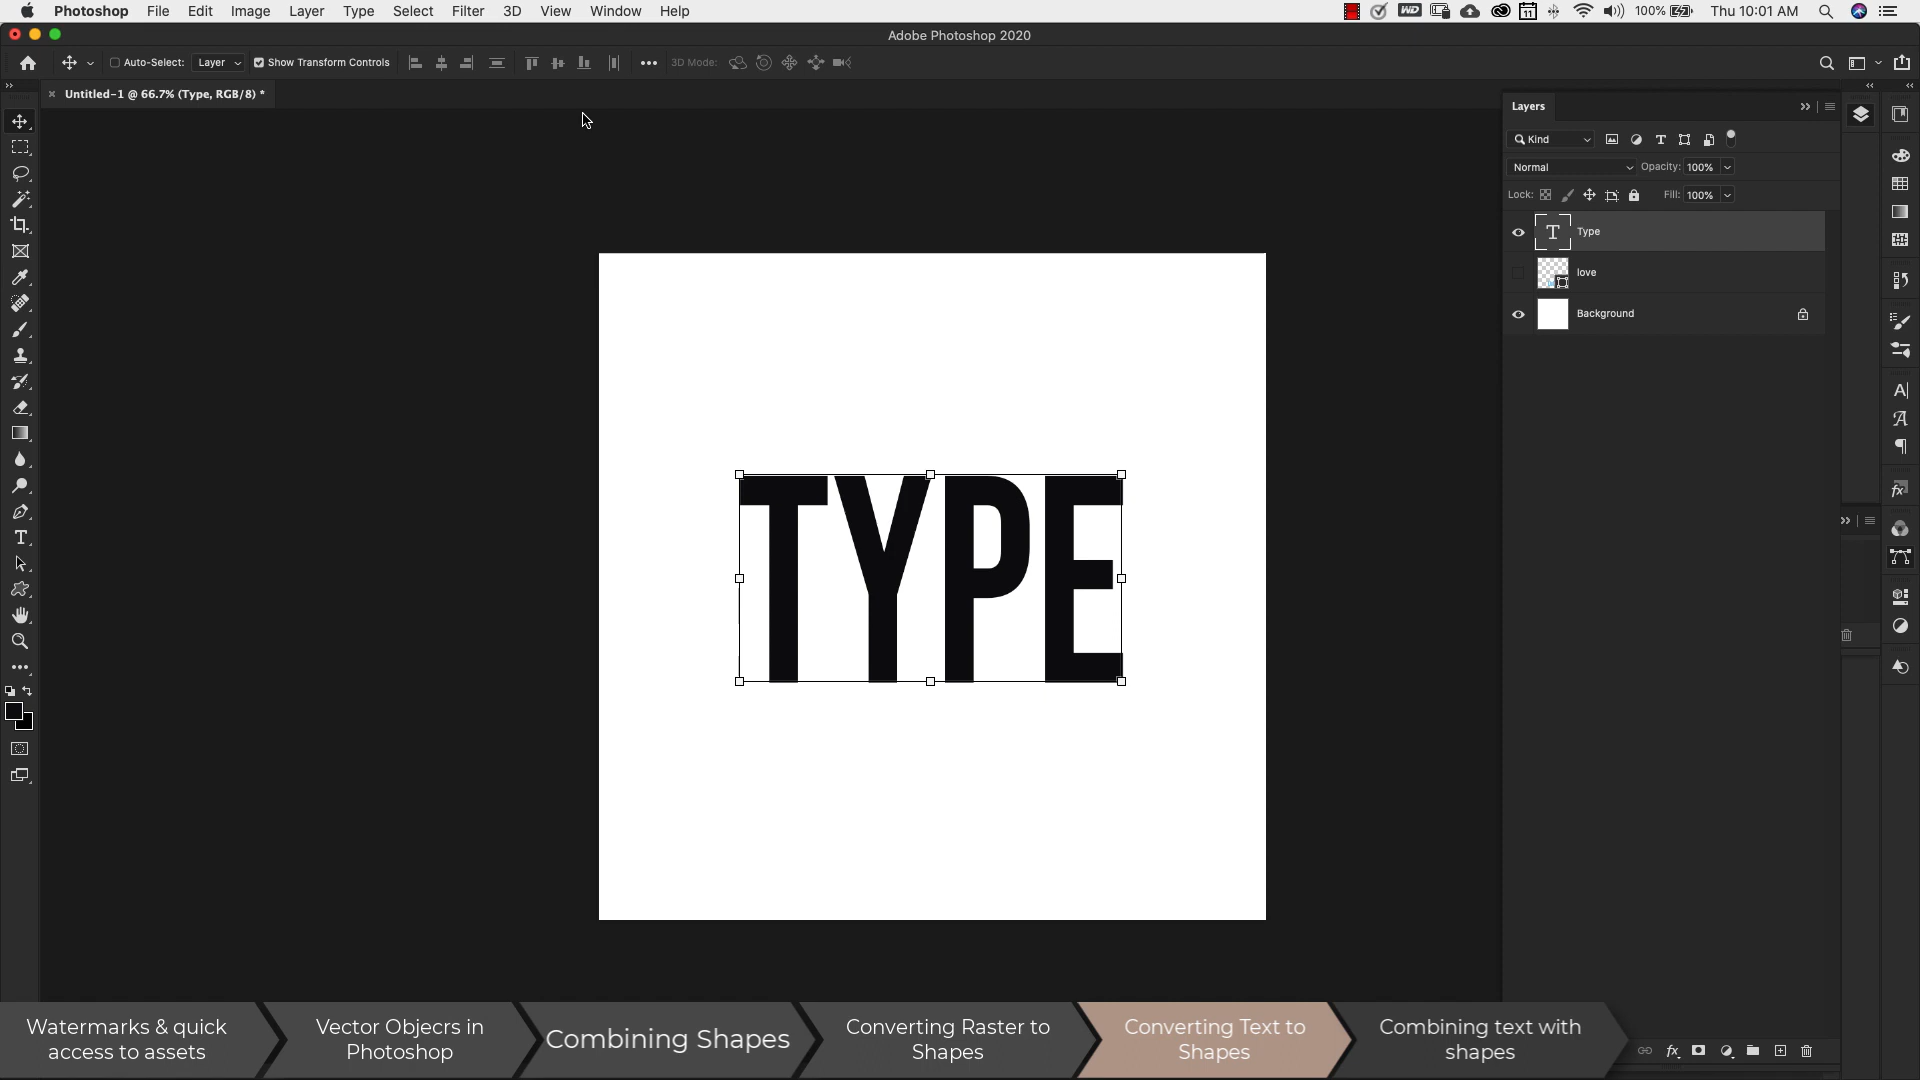 Photoshop File Edit Image Layer Type Select Filter 3D View Window Help 100% Thu 10:01 AM
Adobe Photoshop 2020
Auto-Select: Layer Show Transform Controls 3D Mode:
Untitled-1 @ 66.7% (Type, RGB/8) *
Layers
Kind
Normal Opacity: 100%
Lock: Fill: 100%
Type
love
Background
TYPE
Watermarks & quick
access to assets
Vector Objecrs in
Photoshop
Combining Shapes
Converting Raster to
Shapes
Converting Text to
Shapes
Combining text with
shapes